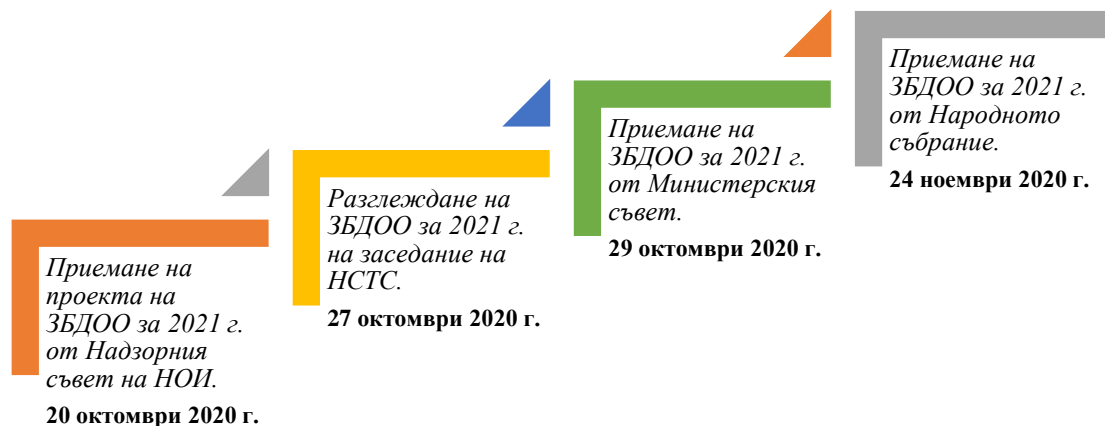 Приемане на
проекта на
ЗБДОО за 2021 г.
от Надзорния
съвет на НОИ.
20 октомври 2020 г.
Разглеждане на
ЗБДОО за 2021 г.
на заседание на
НСТС.
27 октомври 2020 г.
Приемане на
ЗБДОО за 2021 г.
от Министерския
съвет.
29 октомври 2020 г.
Приемане на
ЗБДОО за 2021 г.
от Народното
събрание.
24 ноември 2020 г.